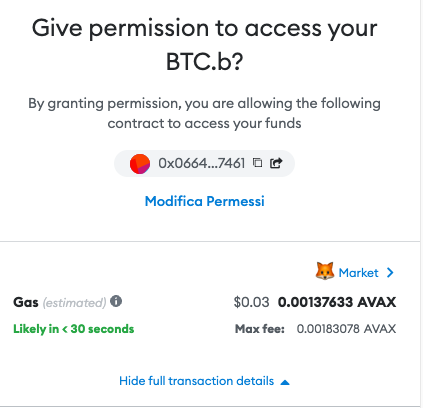 Give permission to access your
BTC.b?
By granting permission, you are allowing the following
contract to access your funds
0x0664...7461
Modifica Permessi
Market
Gas (estimated) $0.03 0.00137633 AVAX
Likely in < 30 seconds Max fee: 0.00183078 AVAX
Hide full transaction details